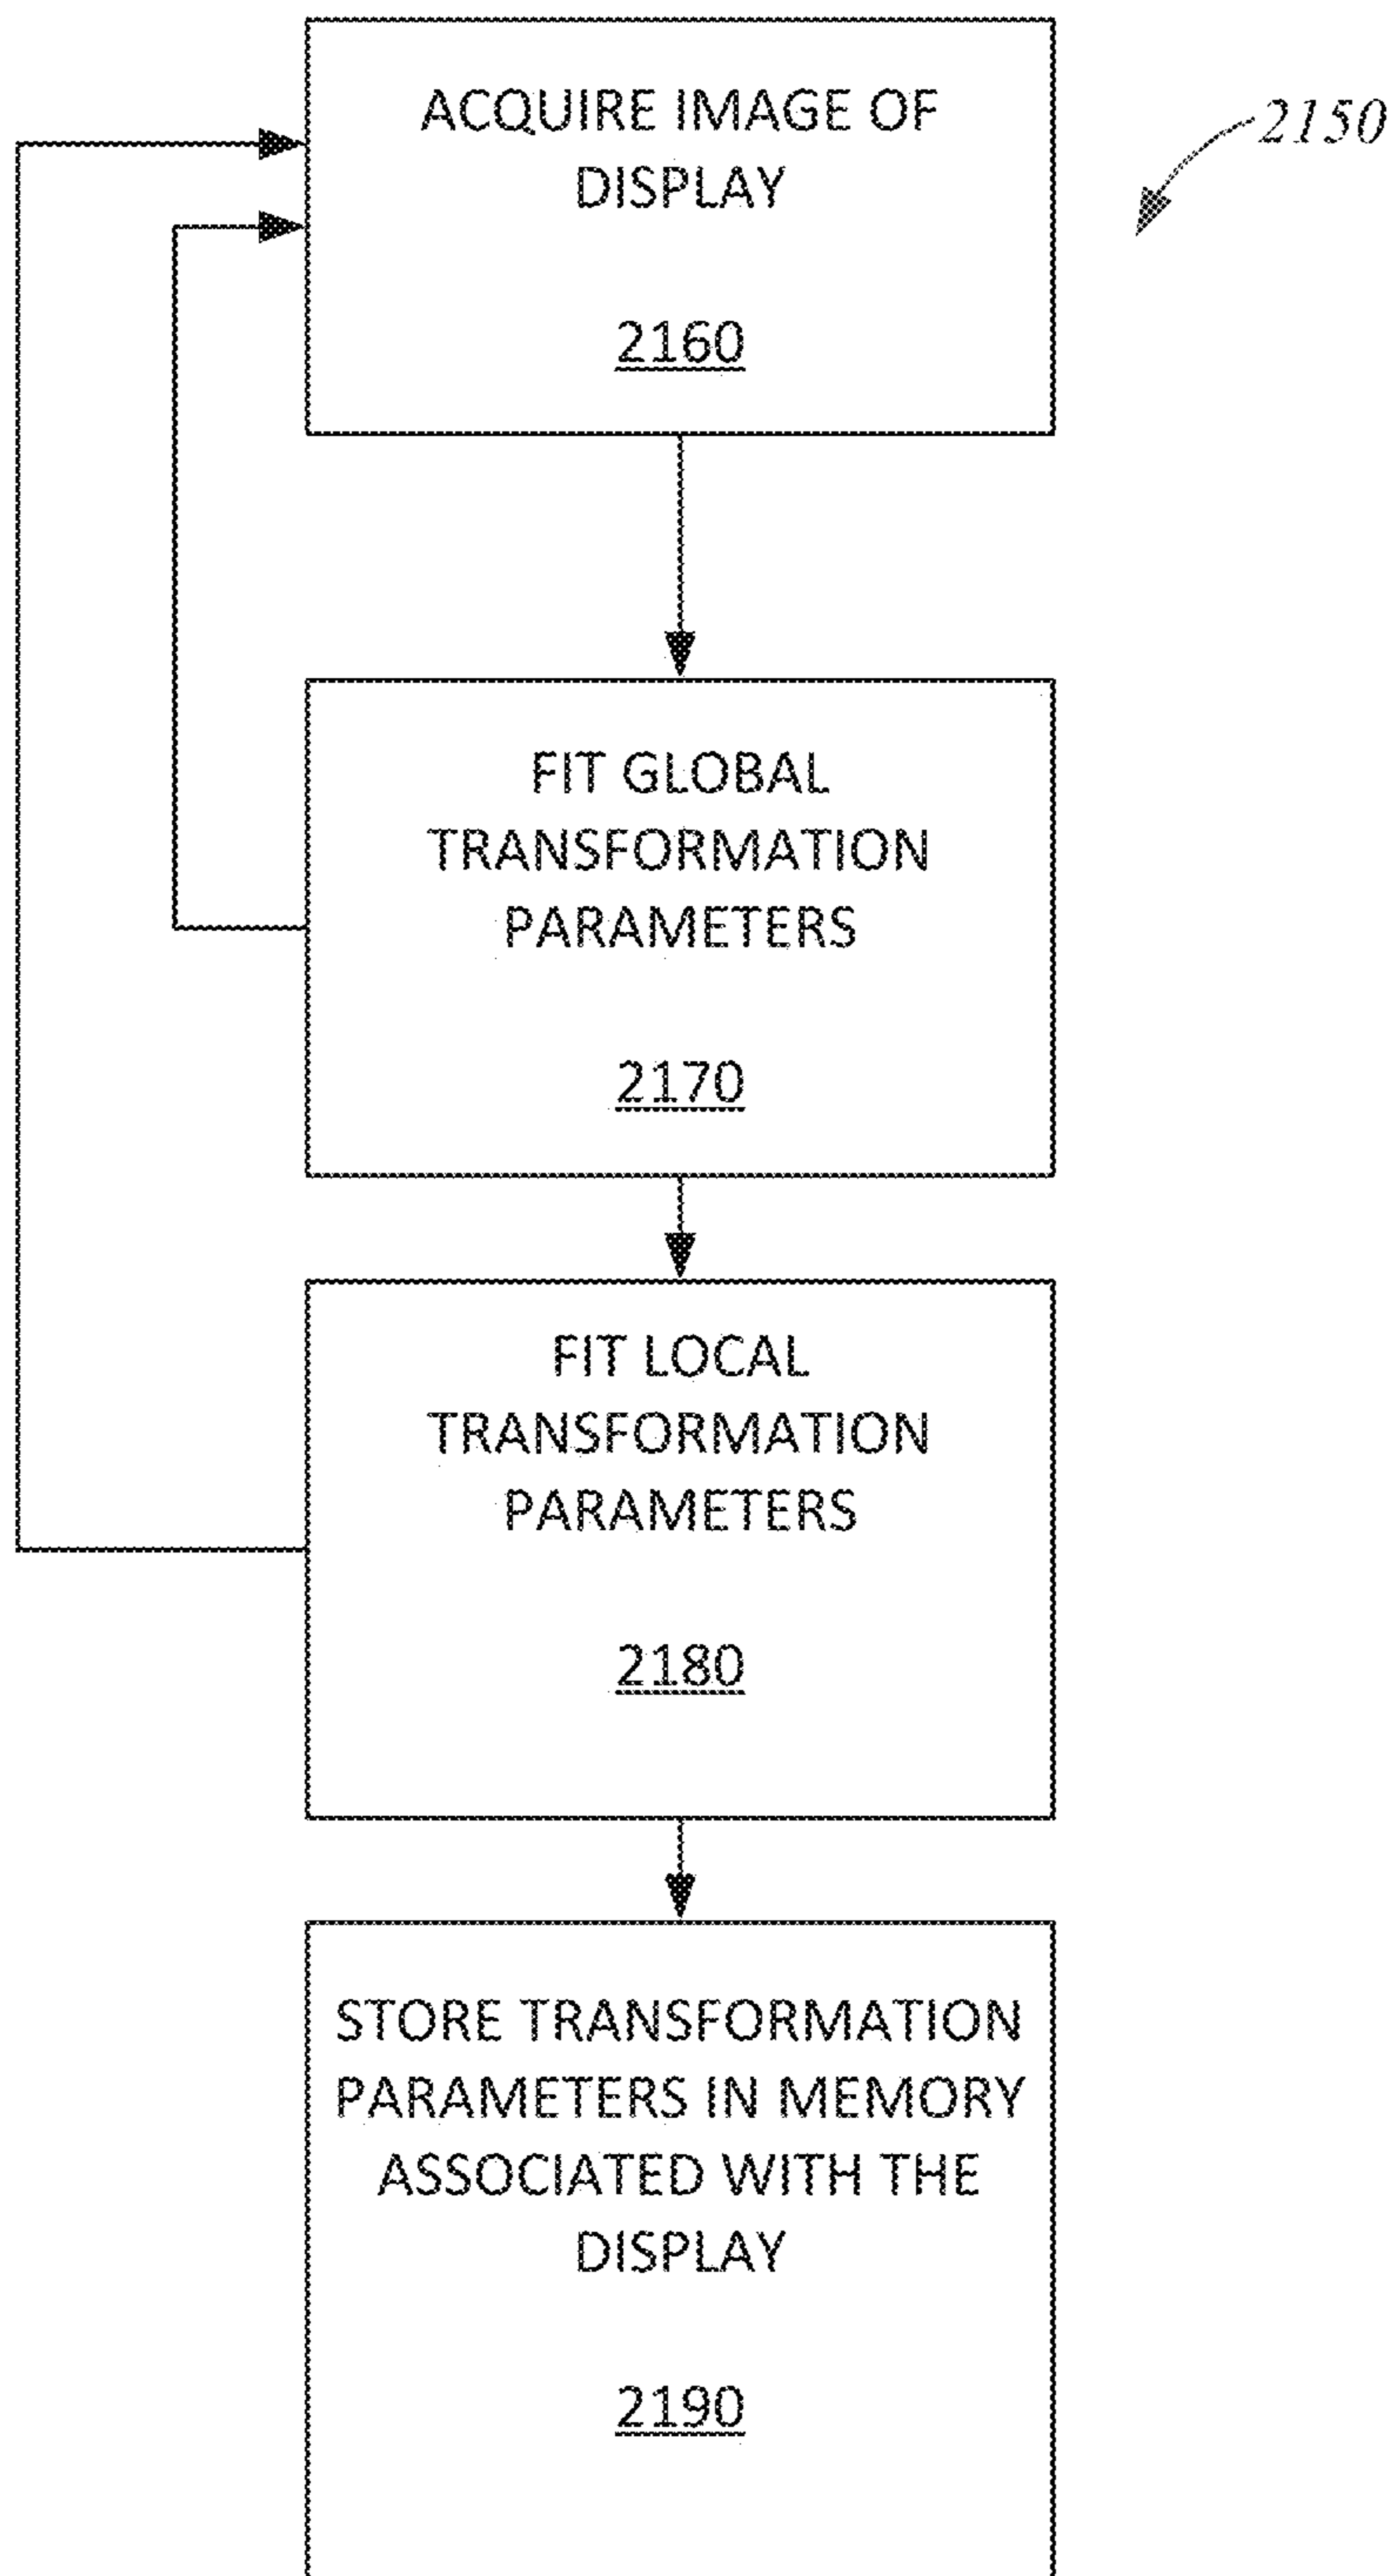 ACQUIRE IMAGE OF
DISPLAY
2160
2150
FIT GLOBAL
TRANSFORMATION
PARAMETERS
2170
FIT LOCAL
TRANSFORMATION
PARAMETERS
2180
STORE TRANSFORMATION
PARAMETERS IN MEMORY
ASSOCIATED WITH THE
DISPLAY
2190